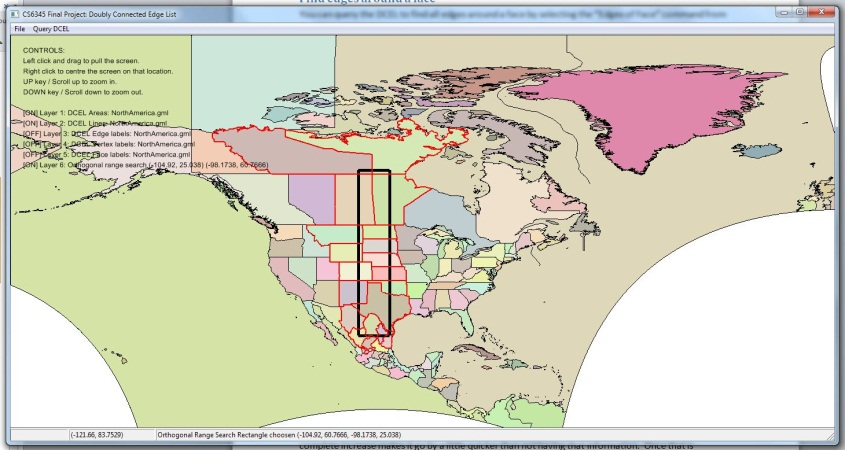 Find edges around a face
You can query the DCEL to find all edges around a face by selecting the "Edges of Face" command from
CS6345 Final Project: Doubly Connected Edge List
File Query DCEL
CONTROLS:
Left click and drag to pull the screen.
Right click to centre the screen on that location.
UP key / Scroll up to zoom in.
DOWN key / Scroll down to zoom out.
[ON] Layer 1: DCEL Areas: NorthAmerica.gml
[ON] Layer 2: DCEL Lines: NorthAmerica.gml
[OFF] Layer 3: DCEL Edge labels: NorthAmerica.gml
[OFF] Layer 4: DCEL Vertex labels: NorthAmerica.gml
[OFF] Layer 5: DCEL Face labels: NorthAmerica.gml
[ON] Layer 6: Orthogonal range search (-104.92, 25.038) (-98.1738, 60.7666)
(-121.66, 83.7529) Orthogonal Range Search Rectangle choosen (-104.92, 60.7666, -98.1738, 25.038)
complete increase makes it go by a little quicker than not having that information. Once that is